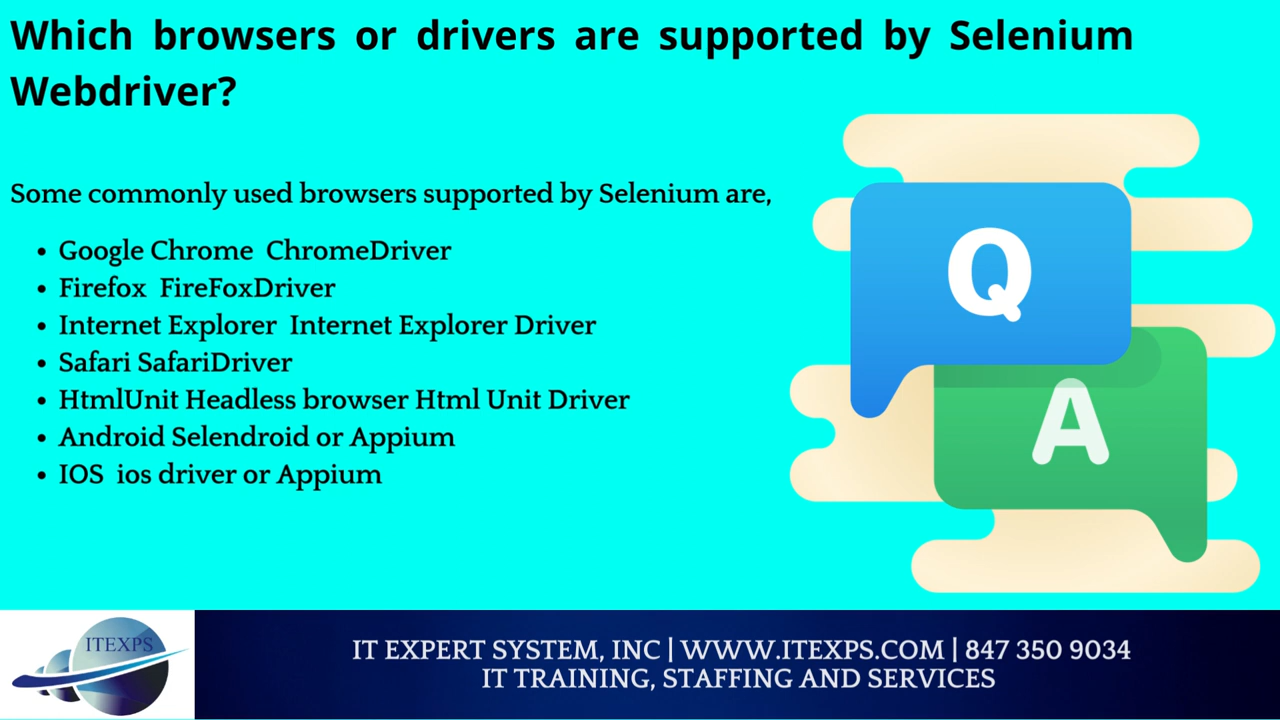 Which browsers or drivers are supported by Selenium
Webdriver?
Some commonly used browsers supported by Selenium are,
• Google Chrome  ChromeDriver
• Firefox  FireFoxDriver
• Internet Explorer  Internet Explorer Driver
• Safari SafariDriver
• HtmlUnit Headless browser Html Unit Driver
• Android Selendroid or Appium
• IOS  ios driver or Appium
Q
A
ITEXPS
IT EXPERT SYSTEM, INC | WWW.ITEXPS.COM | 847 350 9034
IT TRAINING, STAFFING AND SERVICES